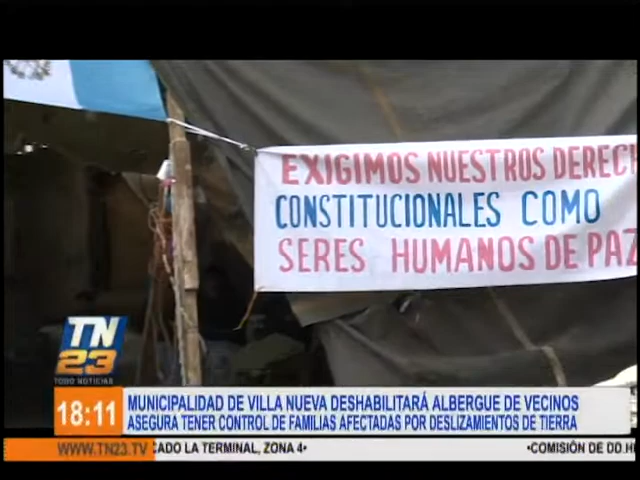 EXIGIMOS NUESTROS DERECH
CONSTITUCIONALES COMO
SERES HUMANOS DE PAZ
TN
23
TODO NOTICIAS
18:11
MUNICIPALIDAD DE VILLA NUEVA DESHABILITARÁ ALBERGUE DE VECINOS
ASEGURA TENER CONTROL DE FAMILIAS AFECTADAS POR DESLIZAMIENTOS DE TIERRA
WWW.TN23.TV CADO LA TERMINAL, ZONA 4• •COMISIÓN DE DD.H